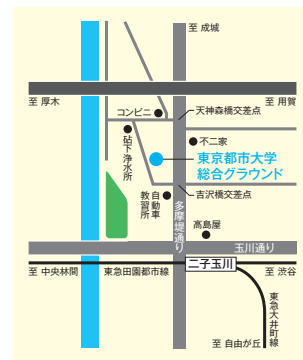 至 成城
至 厚木
至 用賀
コンビニ
天神森橋交差点
砧下浄水所
不二家
東京都市大学
総合グラウンド
吉沢橋交差点
自動車
教習所
多摩堤通り
高島屋
玉川通り
二子玉川
至 中央林間
東急田園都市線
至 渋谷
東急大井町線
至 自由が丘